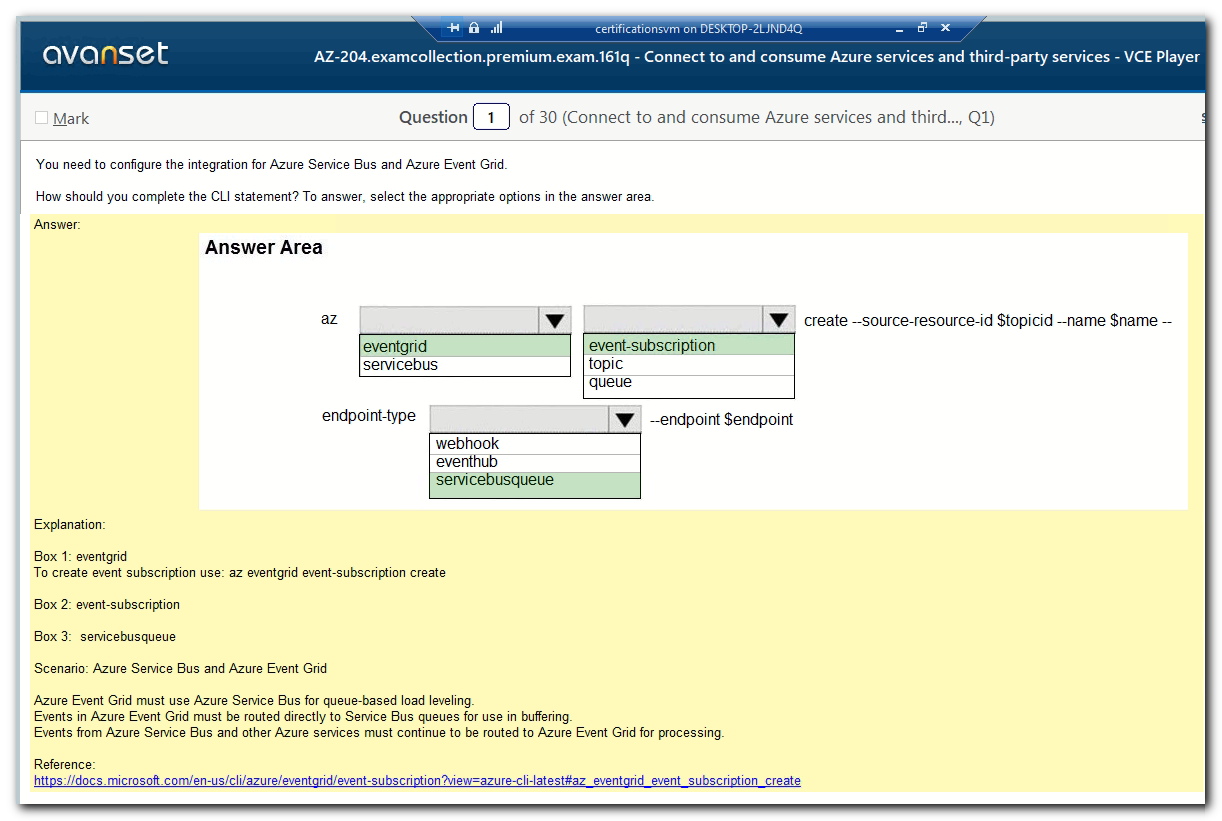 certificationsvm on DESKTOP-2LJND4Q
avanset
AZ-204.examcollection.premium.exam.161q - Connect to and consume Azure services and third-party services - VCE Player
Mark
Question 1 of 30 (Connect to and consume Azure services and third..., Q1)
You need to configure the integration for Azure Service Bus and Azure Event Grid.
How should you complete the CLI statement? To answer, select the appropriate options in the answer area.
Answer:
Answer Area
az
create --source-resource-id $topicid --name $name --
eventgrid
servicebus
event-subscription
topic
queue
endpoint-type
--endpoint $endpoint
webhook
eventhub
servicebusqueue
Explanation:
Box 1: eventgrid
To create event subscription use: az eventgrid event-subscription create
Box 2: event-subscription
Box 3: servicebusqueue
Scenario: Azure Service Bus and Azure Event Grid
Azure Event Grid must use Azure Service Bus for queue-based load leveling.
Events in Azure Event Grid must be routed directly to Service Bus queues for use in buffering.
Events from Azure Service Bus and other Azure services must continue to be routed to Azure Event Grid for processing.
Reference:
https://docs.microsoft.com/en-us/cli/azure/eventgrid/event-subscription?view=azure-cli-latest#az_eventgrid_event_subscription_create